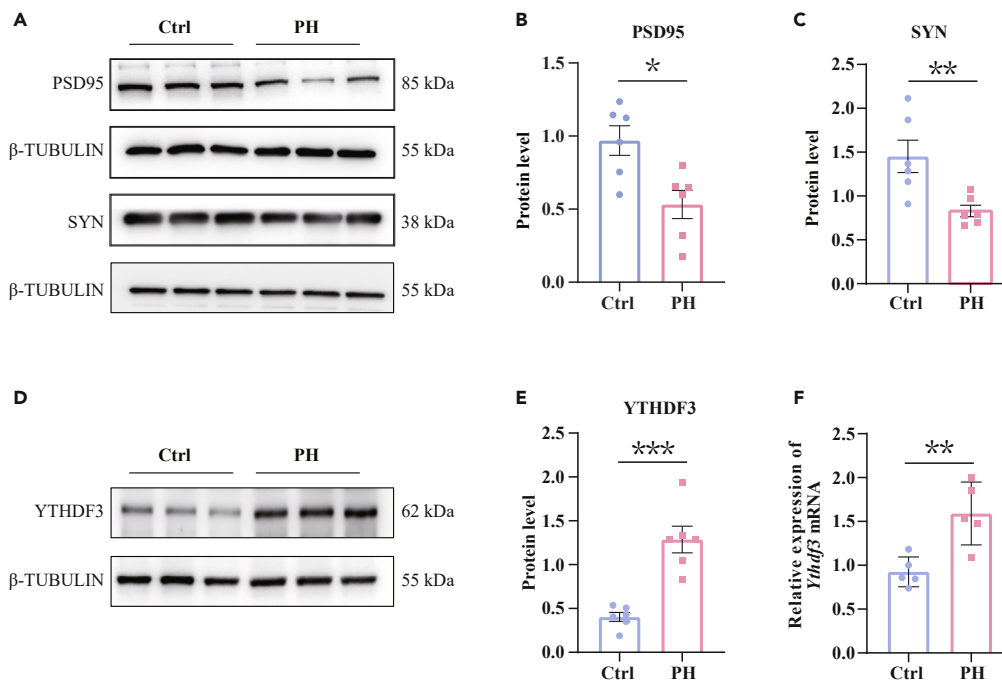 A
Ctrl PH
PSD95 85 kDa
β-TUBULIN 55 kDa
SYN 38 kDa
β-TUBULIN 55 kDa
B
PSD95
*
Protein level
1.5
1.0
0.5
0.0
Ctrl PH
C
SYN
**
Protein level
2.5
2.0
1.5
1.0
0.5
0.0
Ctrl PH
D
Ctrl PH
YTHDF3 62 kDa
β-TUBULIN 55 kDa
E
YTHDF3
***
Protein level
2.5
2.0
1.5
1.0
0.5
0.0
Ctrl PH
F
**
Relative expression of
Ythdf3 mRNA
2.5
2.0
1.5
1.0
0.5
0.0
Ctrl PH